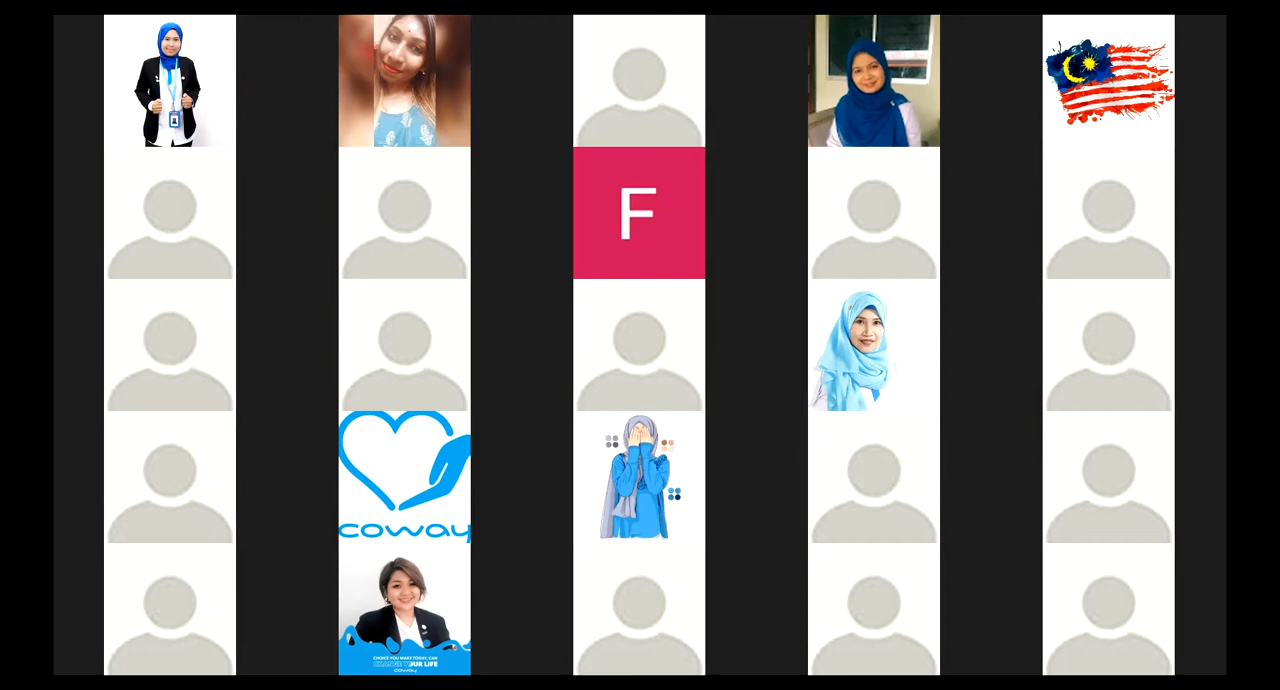 F
coway
CHOICE YOU MAKE TODAY, CAN
CHANGE YOUR LIFE
coway